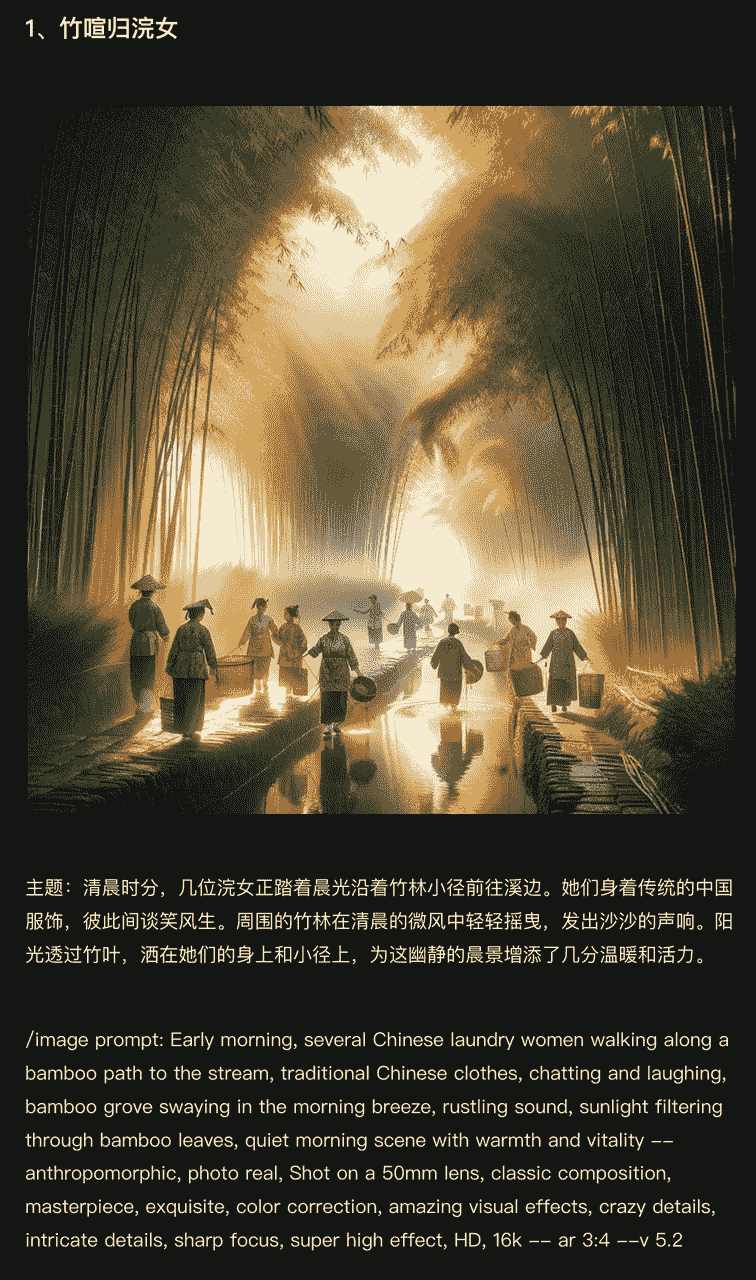 1、竹喧归浣女
主题：清晨时分，几位浣女正踏着晨光沿着竹林小径前往溪边。她们身着传统的中国
服饰，彼此间谈笑风生。周围的竹林在清晨的微风中轻轻摇曳，发出沙沙的声响。阳
光透过竹叶，洒在她们的身上和小径上，为这幽静的晨景增添了几分温暖和活力。
/image prompt: Early morning, several Chinese laundry women walking along a
bamboo path to the stream, traditional Chinese clothes, chatting and laughing,
bamboo grove swaying in the morning breeze, rustling sound, sunlight filtering
through bamboo leaves, quiet morning scene with warmth and vitality --
anthropomorphic, photo real, Shot on a 50mm lens, classic composition,
masterpiece, exquisite, color correction, amazing visual effects, crazy details,
intricate details, sharp focus, super high effect, HD, 16k -- ar 3:4 --v 5.2